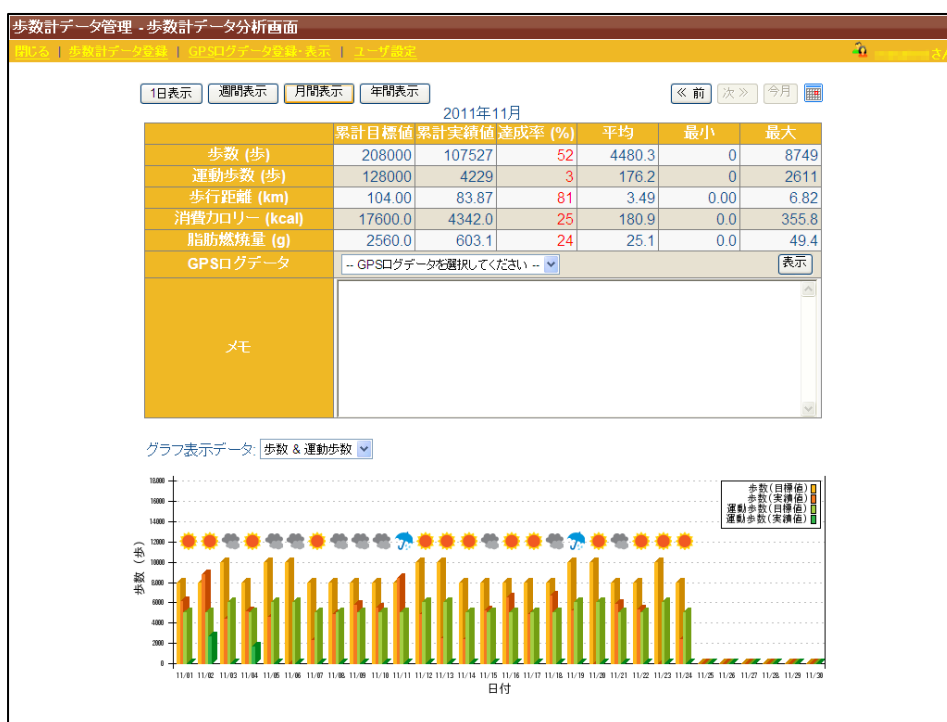 歩数計データ管理 - 歩数計データ分析画面
閉じる | 歩数計データ登録 | GPSログデータ登録・表示 | ユーザ設定 さん
1日表示 週間表示 月間表示 年間表示 ≪ 前 次 ≫ 今月
2011年11月
累計目標値 累計実績値 達成率 (%) 平均 最小 最大
歩数 (歩) 208000 107527 52 4480.3 0 8749
運動歩数 (歩) 128000 4229 3 176.2 0 2611
歩行距離 (km) 104.00 83.87 81 3.49 0.00 6.82
消費カロリー (kcal) 17600.0 4342.0 25 180.9 0.0 355.8
脂肪燃焼量 (g) 2560.0 603.1 24 25.1 0.0 49.4
GPSログデータ -- GPSログデータを選択してください -- 表示
メモ
グラフ表示データ: 歩数 & 運動歩数
歩数(目標値)
歩数(実績値)
運動歩数(目標値)
運動歩数(実績値)
歩数 (歩)
18000
16000
14000
12000
10000
8000
6000
4000
2000
0
11/01 11/02 11/03 11/04 11/05 11/06 11/07 11/08 11/09 11/10 11/11 11/12 11/13 11/14 11/15 11/16 11/17 11/18 11/19 11/20 11/21 11/22 11/23 11/24 11/25 11/26 11/27 11/28 11/29 11/30
日付